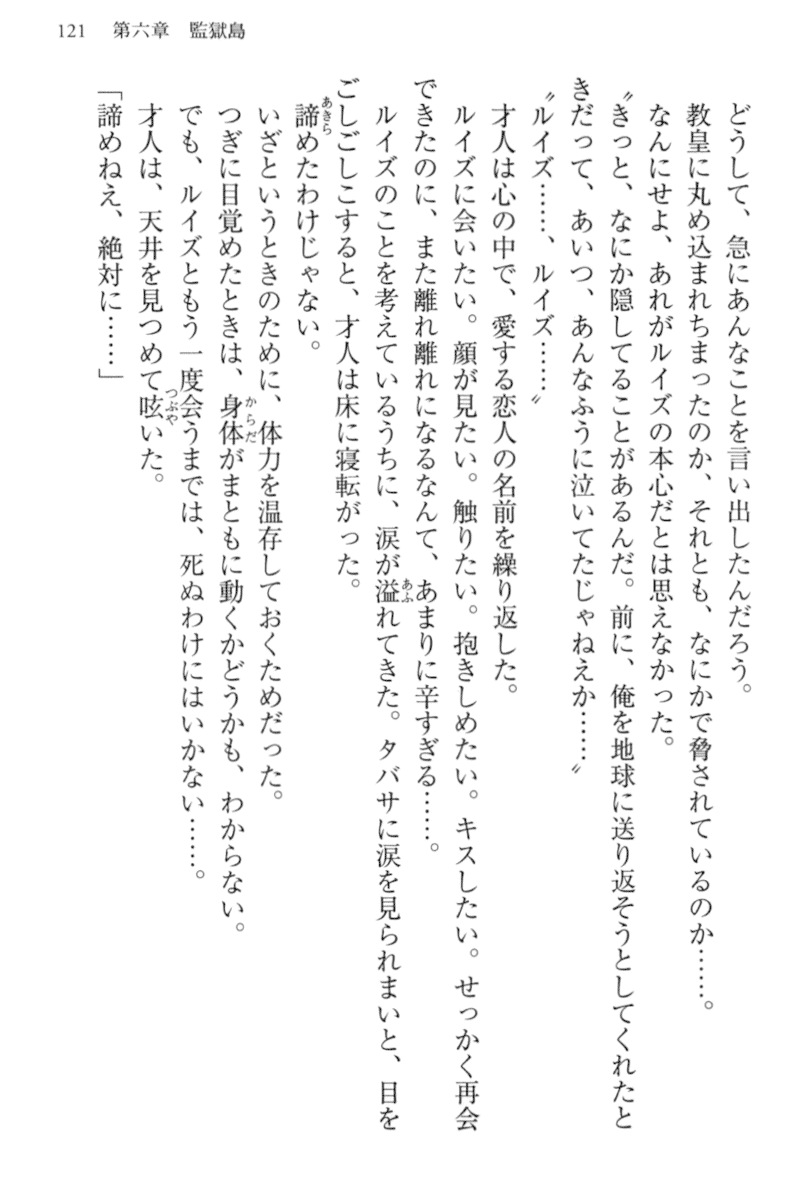 121　第六章　監獄島
どうして、急にあんなことを言い出したんだろう。
教皇に丸め込まれちまったのか、それとも、なにかで脅されているのか……。
なんにせよ、あれがルイズの本心だとは思えなかった。
〝きっと、なにか隠してることがあるんだ。前に、俺を地球に送り返そうとしてくれたと
きだって、あいつ、あんなふうに泣いてたじゃねえか……〟
〝ルイズ……、ルイズ……〟
才人は心の中で、愛する恋人の名前を繰り返した。
ルイズに会いたい。顔が見たい。触りたい。抱きしめたい。キスしたい。せっかく再会
できたのに、また離れ離れになるなんて、あまりに辛すぎる……。
ルイズのことを考えているうちに、涙が溢れてきた。タバサに涙を見られまいと、目を
ごしごしこすると、才人は床に寝転がった。
諦めたわけじゃない。
いざというときのために、体力を温存しておくためだった。
つぎに目覚めたときは、身体がまともに動くかどうかも、わからない。
でも、ルイズともう一度会うまでは、死ぬわけにはいかない……。
才人は、天井を見つめて呟いた。
「諦めねえ、絶対に……」